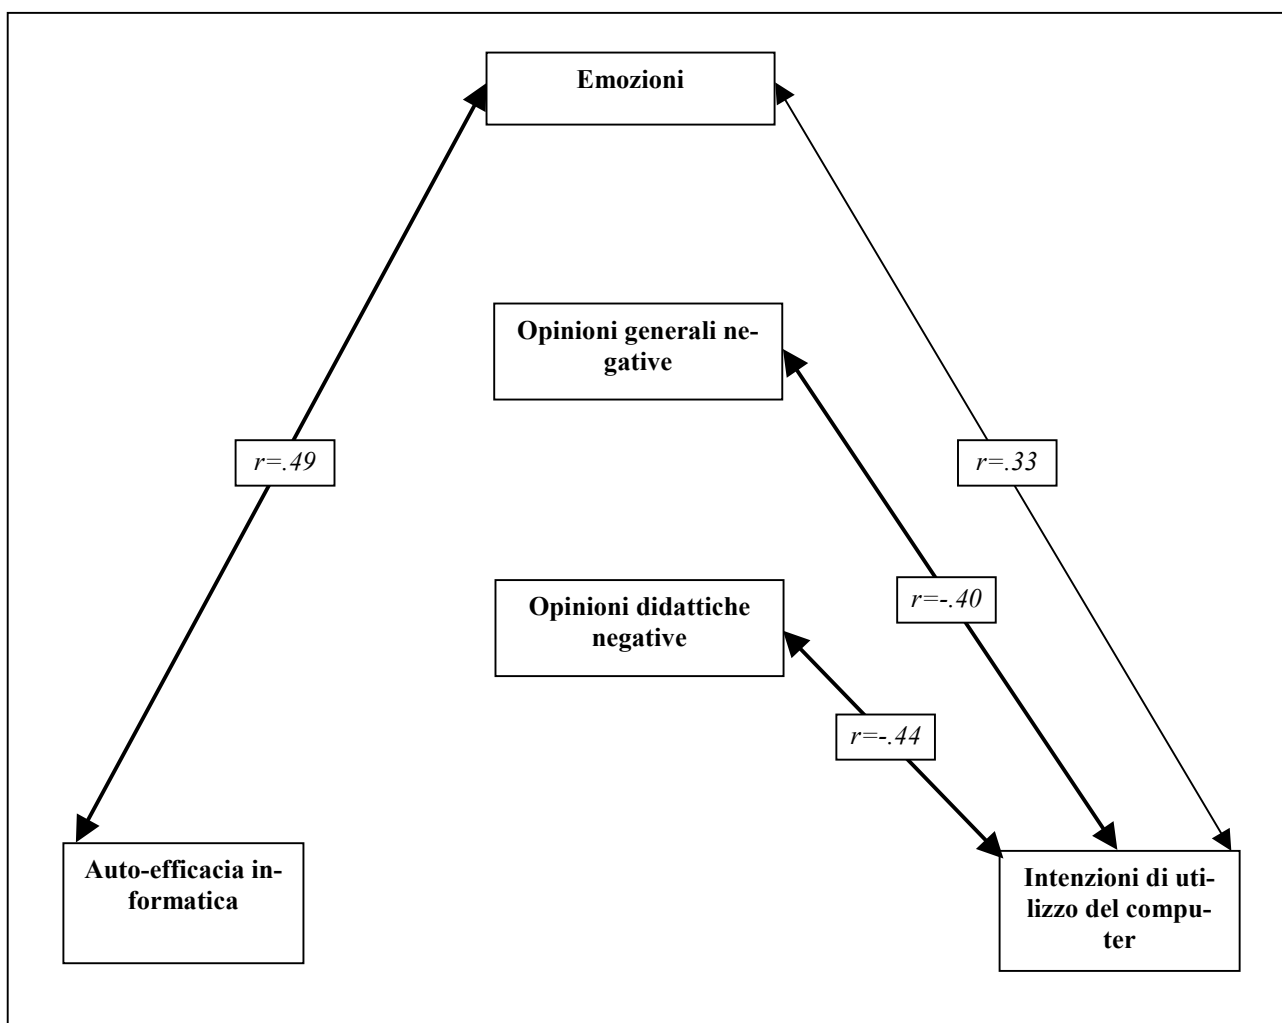 Emozioni
Opinioni generali ne-
gative
r=.49
r=.33
Opinioni didattiche
negative
r=-.40
r=-.44
Auto-efficacia in-
formatica
Intenzioni di uti-
lizzo del compu-
ter